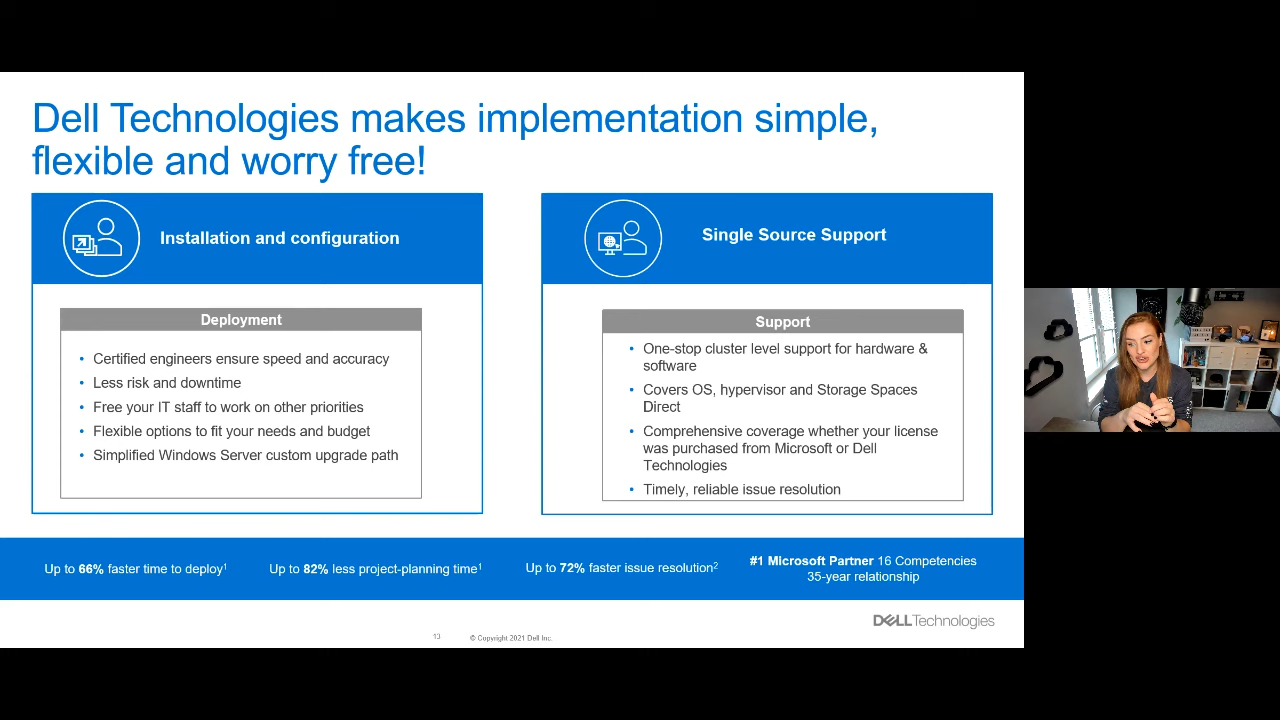 Dell Technologies makes implementation simple,
flexible and worry free!
Installation and configuration
Deployment
• Certified engineers ensure speed and accuracy
• Less risk and downtime
• Free your IT staff to work on other priorities
• Flexible options to fit your needs and budget
• Simplified Windows Server custom upgrade path
Single Source Support
Support
• One-stop cluster level support for hardware &
software
• Covers OS, hypervisor and Storage Spaces
Direct
• Comprehensive coverage whether your license
was purchased from Microsoft or Dell
Technologies
• Timely, reliable issue resolution
Up to 66% faster time to deploy¹
Up to 82% less project-planning time¹
Up to 72% faster issue resolution²
#1 Microsoft Partner 16 Competencies
35-year relationship
DELLTechnologies
13
© Copyright 2021 Dell Inc.